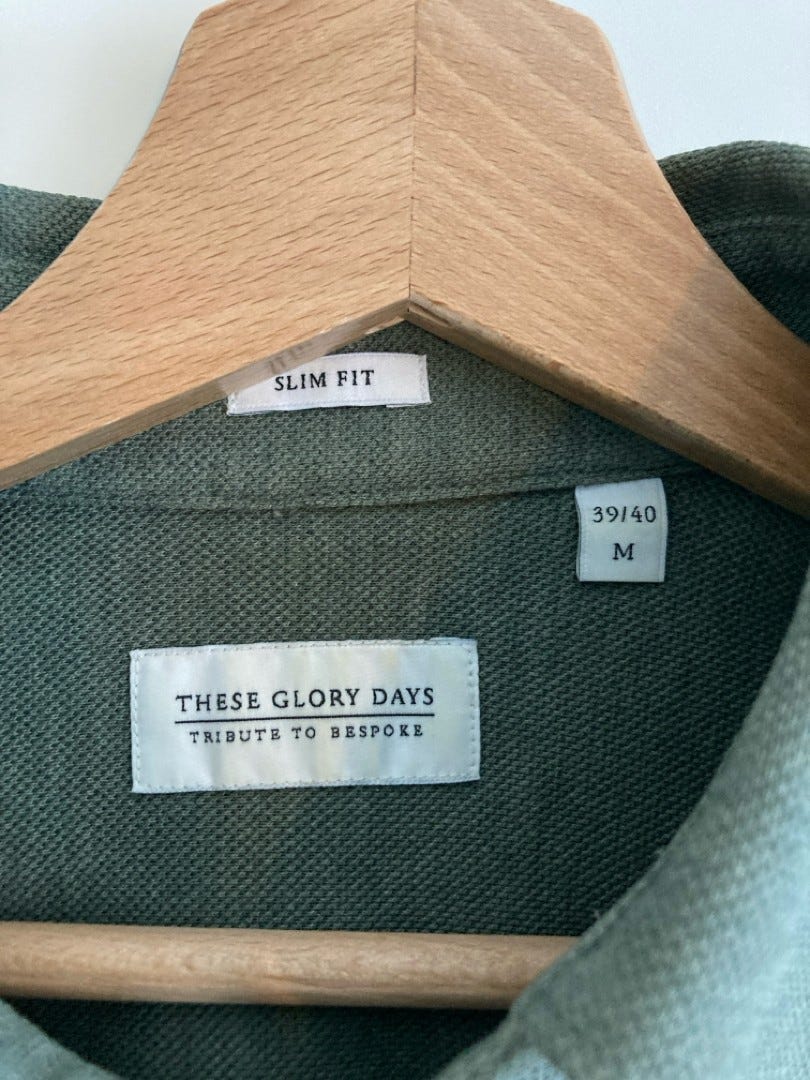 SLIM FIT
39/40
M
THESE GLORY DAYS
TRIBUTE TO BESPOKE